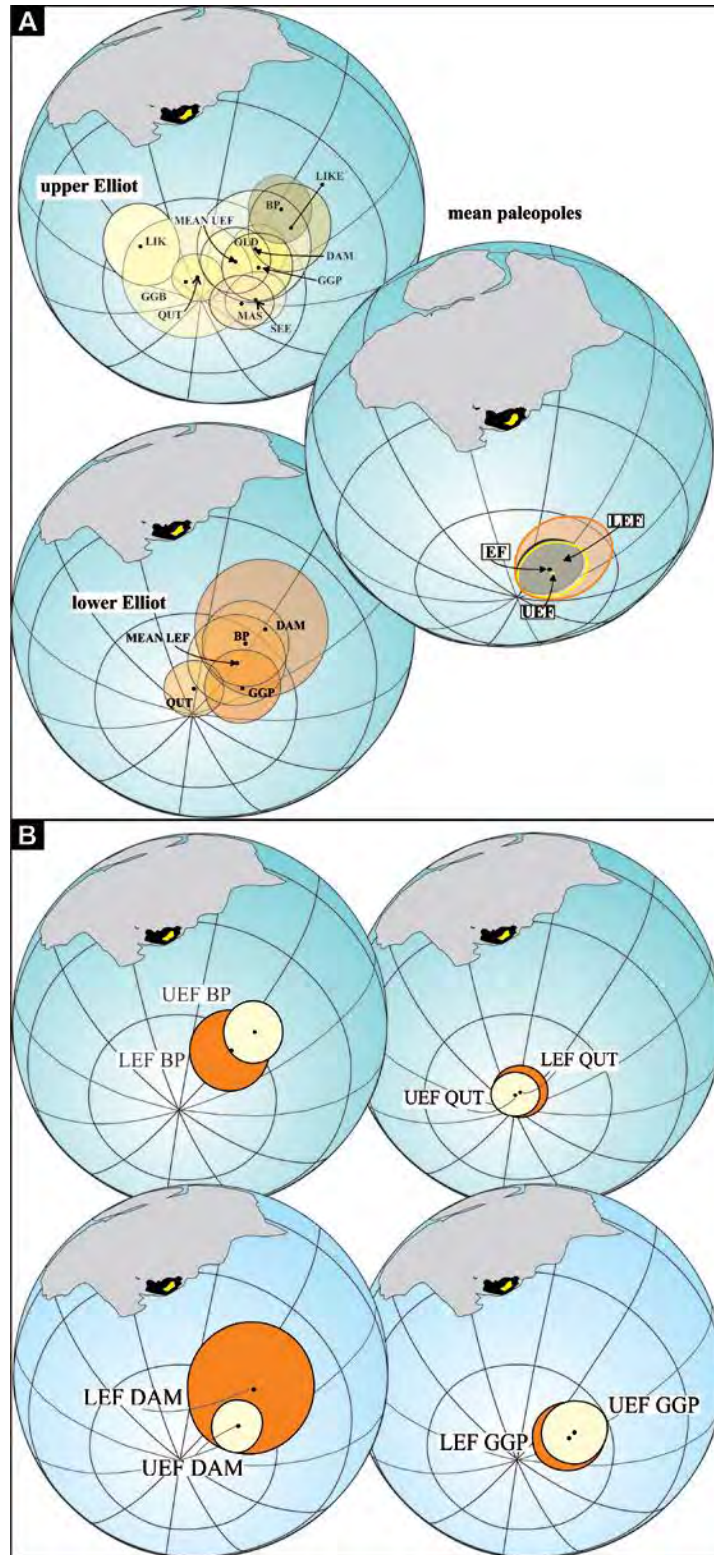 A
upper Elliot
LIKE
BP
MEAN UEF
OLD
LIK
DAM
GGP
GGB
QUT
MAS
SEE
mean paleopoles
LEF
EF
UEF
lower Elliot
DAM
BP
MEAN LEF
QUT
GGP
B
UEF BP
LEF BP
LEF QUT
UEF QUT
LEF DAM
UEF DAM
UEF GGP
LEF GGP